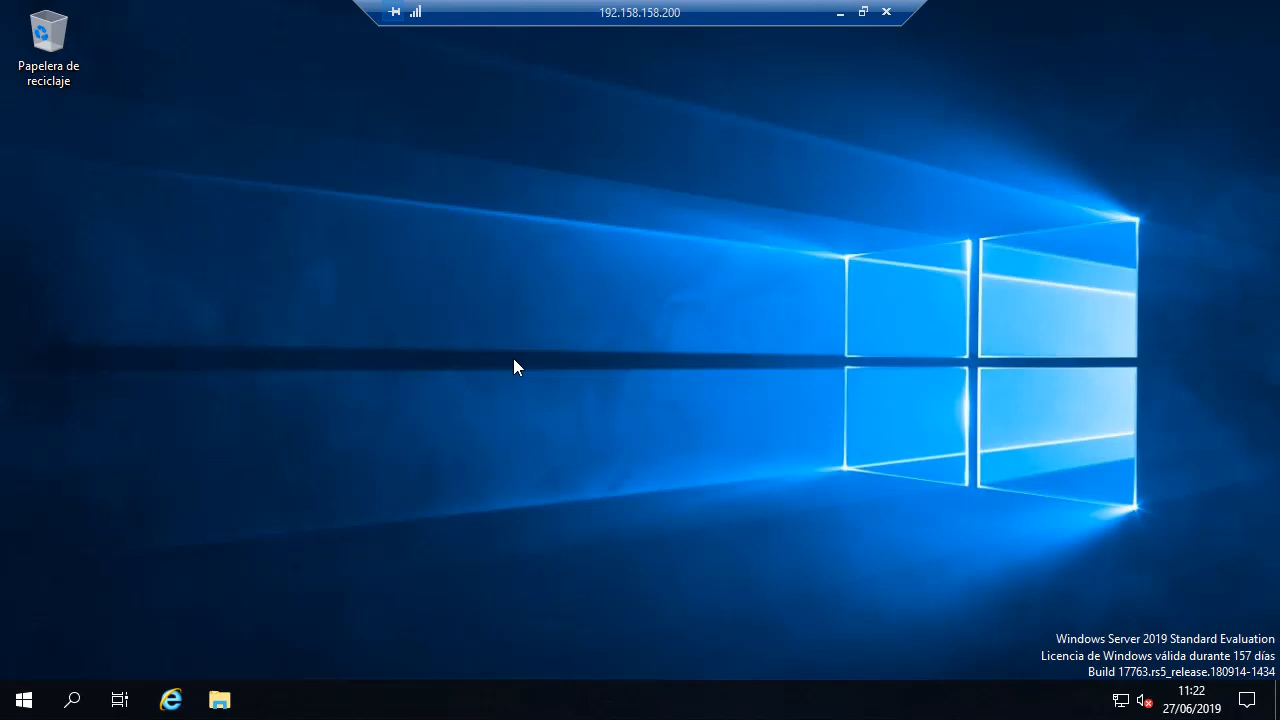 192.158.158.200
Papelera de
reciclaje
Windows Server 2019 Standard Evaluation
Licencia de Windows válida durante 157 días
Build 17763.rs5_release.180914-1434
11:22
27/06/2019